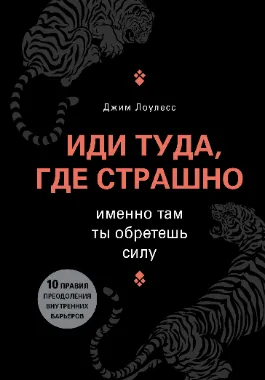 Джим Лоулесс
ИДИ ТУДА,
ГДЕ СТРАШНО
именно там
ты обретешь
силу
10 ПРАВИЛ
ПРЕОДОЛЕНИЯ
ВНУТРЕННИХ
БАРЬЕРОВ